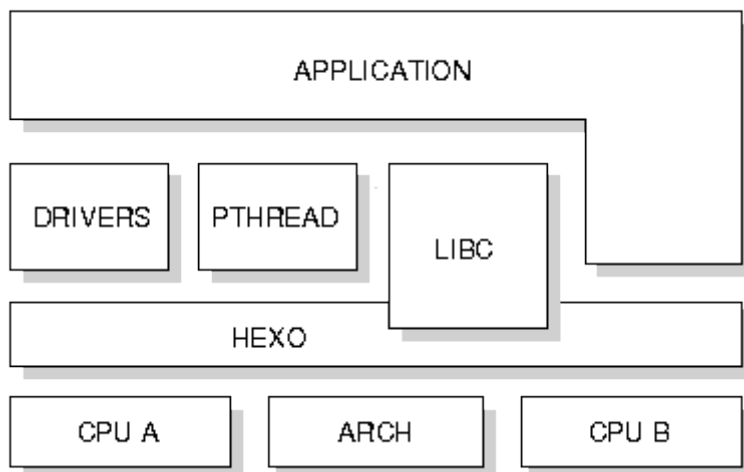 APPLICATION
DRIVERS
PTHREAD
LIBC
HEXO
CPU A
ARCH
CPU B